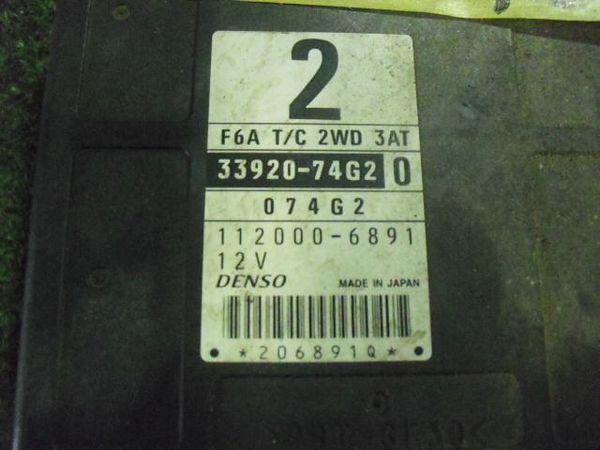 2
F6A T/C 2WD 3AT
33920-74G2 0
074G2
112000-6891
12V
DENSO MADE IN JAPAN
*206891Q*